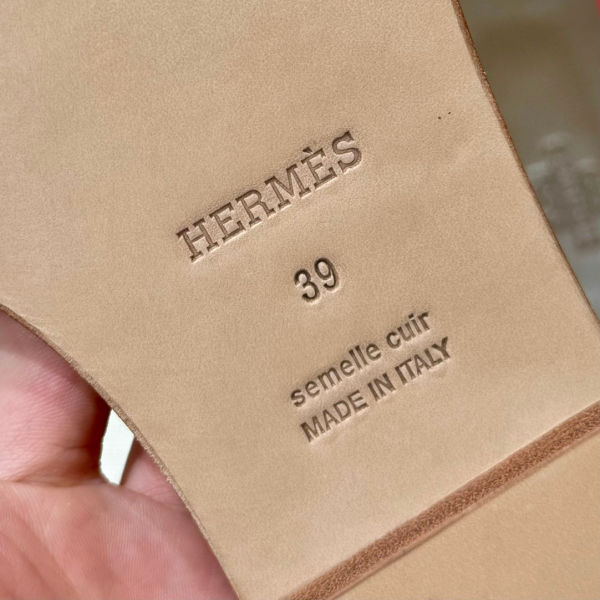 HERMÈS
39
semelle cuir
MADE IN ITALY